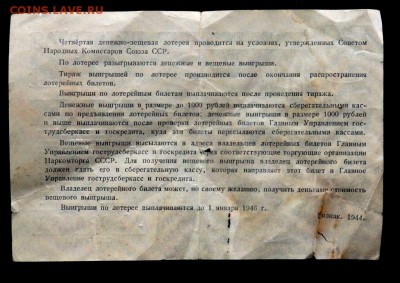 COINS.LAVE.RU
Четвёртая денежно-вещевая лотерея проводится на условиях, утвержденных Советом
Народных Комиссаров Союза ССР.
По лотерее разыгрываются денежные и вещевые выигрыши.
Тираж выигрышей по лотерее производится после окончания распространения
лотерейных билетов.
Выигрыши по лотерейным билетам выплачиваются после проведения тиража.
Денежные выигрыши в размере до 1000 рублей выплачиваются сберегательными кас-
сами по предъявлении лотерейных билетов; денежные выигрыши в размере 1000 рублей
и выше выплачиваются после проверки лотерейных билетов Главным Управлением гос-
трудсберкасс и госкредита, куда эти билеты пересылаются сберегательными кассами.
Вещевые выигрыши высылаются в адреса владельцев лотерейных билетов Главным
Управлением гострудсберкасс и госкредита через соответствующие торгующие организации
Наркомторга СССР. Для получения вещевого выигрыша владелец лотерейного билета
должен сдать его в сберегательную кассу, которая направляет этот билет в Главное
Управление гострудсберкасс и госкредита.
Владелец лотерейного билета может, по своему желанию, получить деньгами стоимость
вещевого выигрыша.
Выигрыши по лотерее выплачиваются до 1 января 1946 г.
1944.